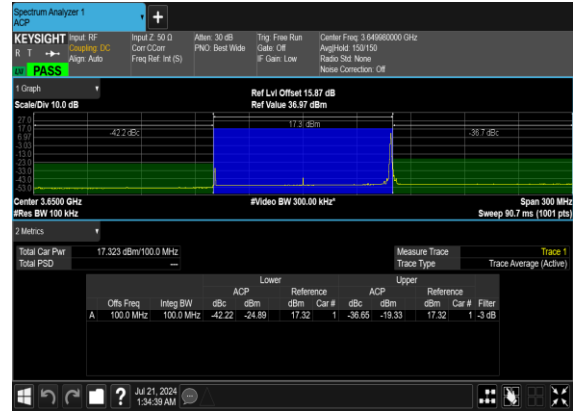 Spectrum Analyzer 1
ACP
+
KEYSIGHT Input: RF Input Z: 50 Ω Atten: 30 dB Trig: Free Run Center Freq: 3.649980000 GHz
R T Coupling: DC Corr CCorr PNO: Best Wide Gate: Off Avg|Hold: 150/150
Align: Auto Freq Ref: Int (S) IF Gain: Low Radio Std: None
PASS Noise Correction: Off
1 Graph
Ref Lvl Offset 15.87 dB
Scale/Div 10.0 dB Ref Value 36.97 dBm
27.0
17.0 17.3 dBm
6.97 -42.2 dBc -36.7 dBc
-3.03
-13.0
-23.0
-33.0
-43.0
-53.0
Center 3.6500 GHz #Video BW 300.00 kHz* Span 300 MHz
#Res BW 100 kHz Sweep 90.7 ms (1001 pts)
2 Metrics
Total Car Pwr 17.323 dBm/100.0 MHz Measure Trace Trace 1
Total PSD --- Trace Type Trace Average (Active)
Lower Upper
ACP Reference ACP Reference
Offs Freq Integ BW dBc dBm dBm Car # dBc dBm dBm Car # Filter
A 100.0 MHz 100.0 MHz -42.22 -24.89 17.32 1 -36.65 -19.33 17.32 1 -3 dB
? Jul 21, 2024
1:34:39 AM